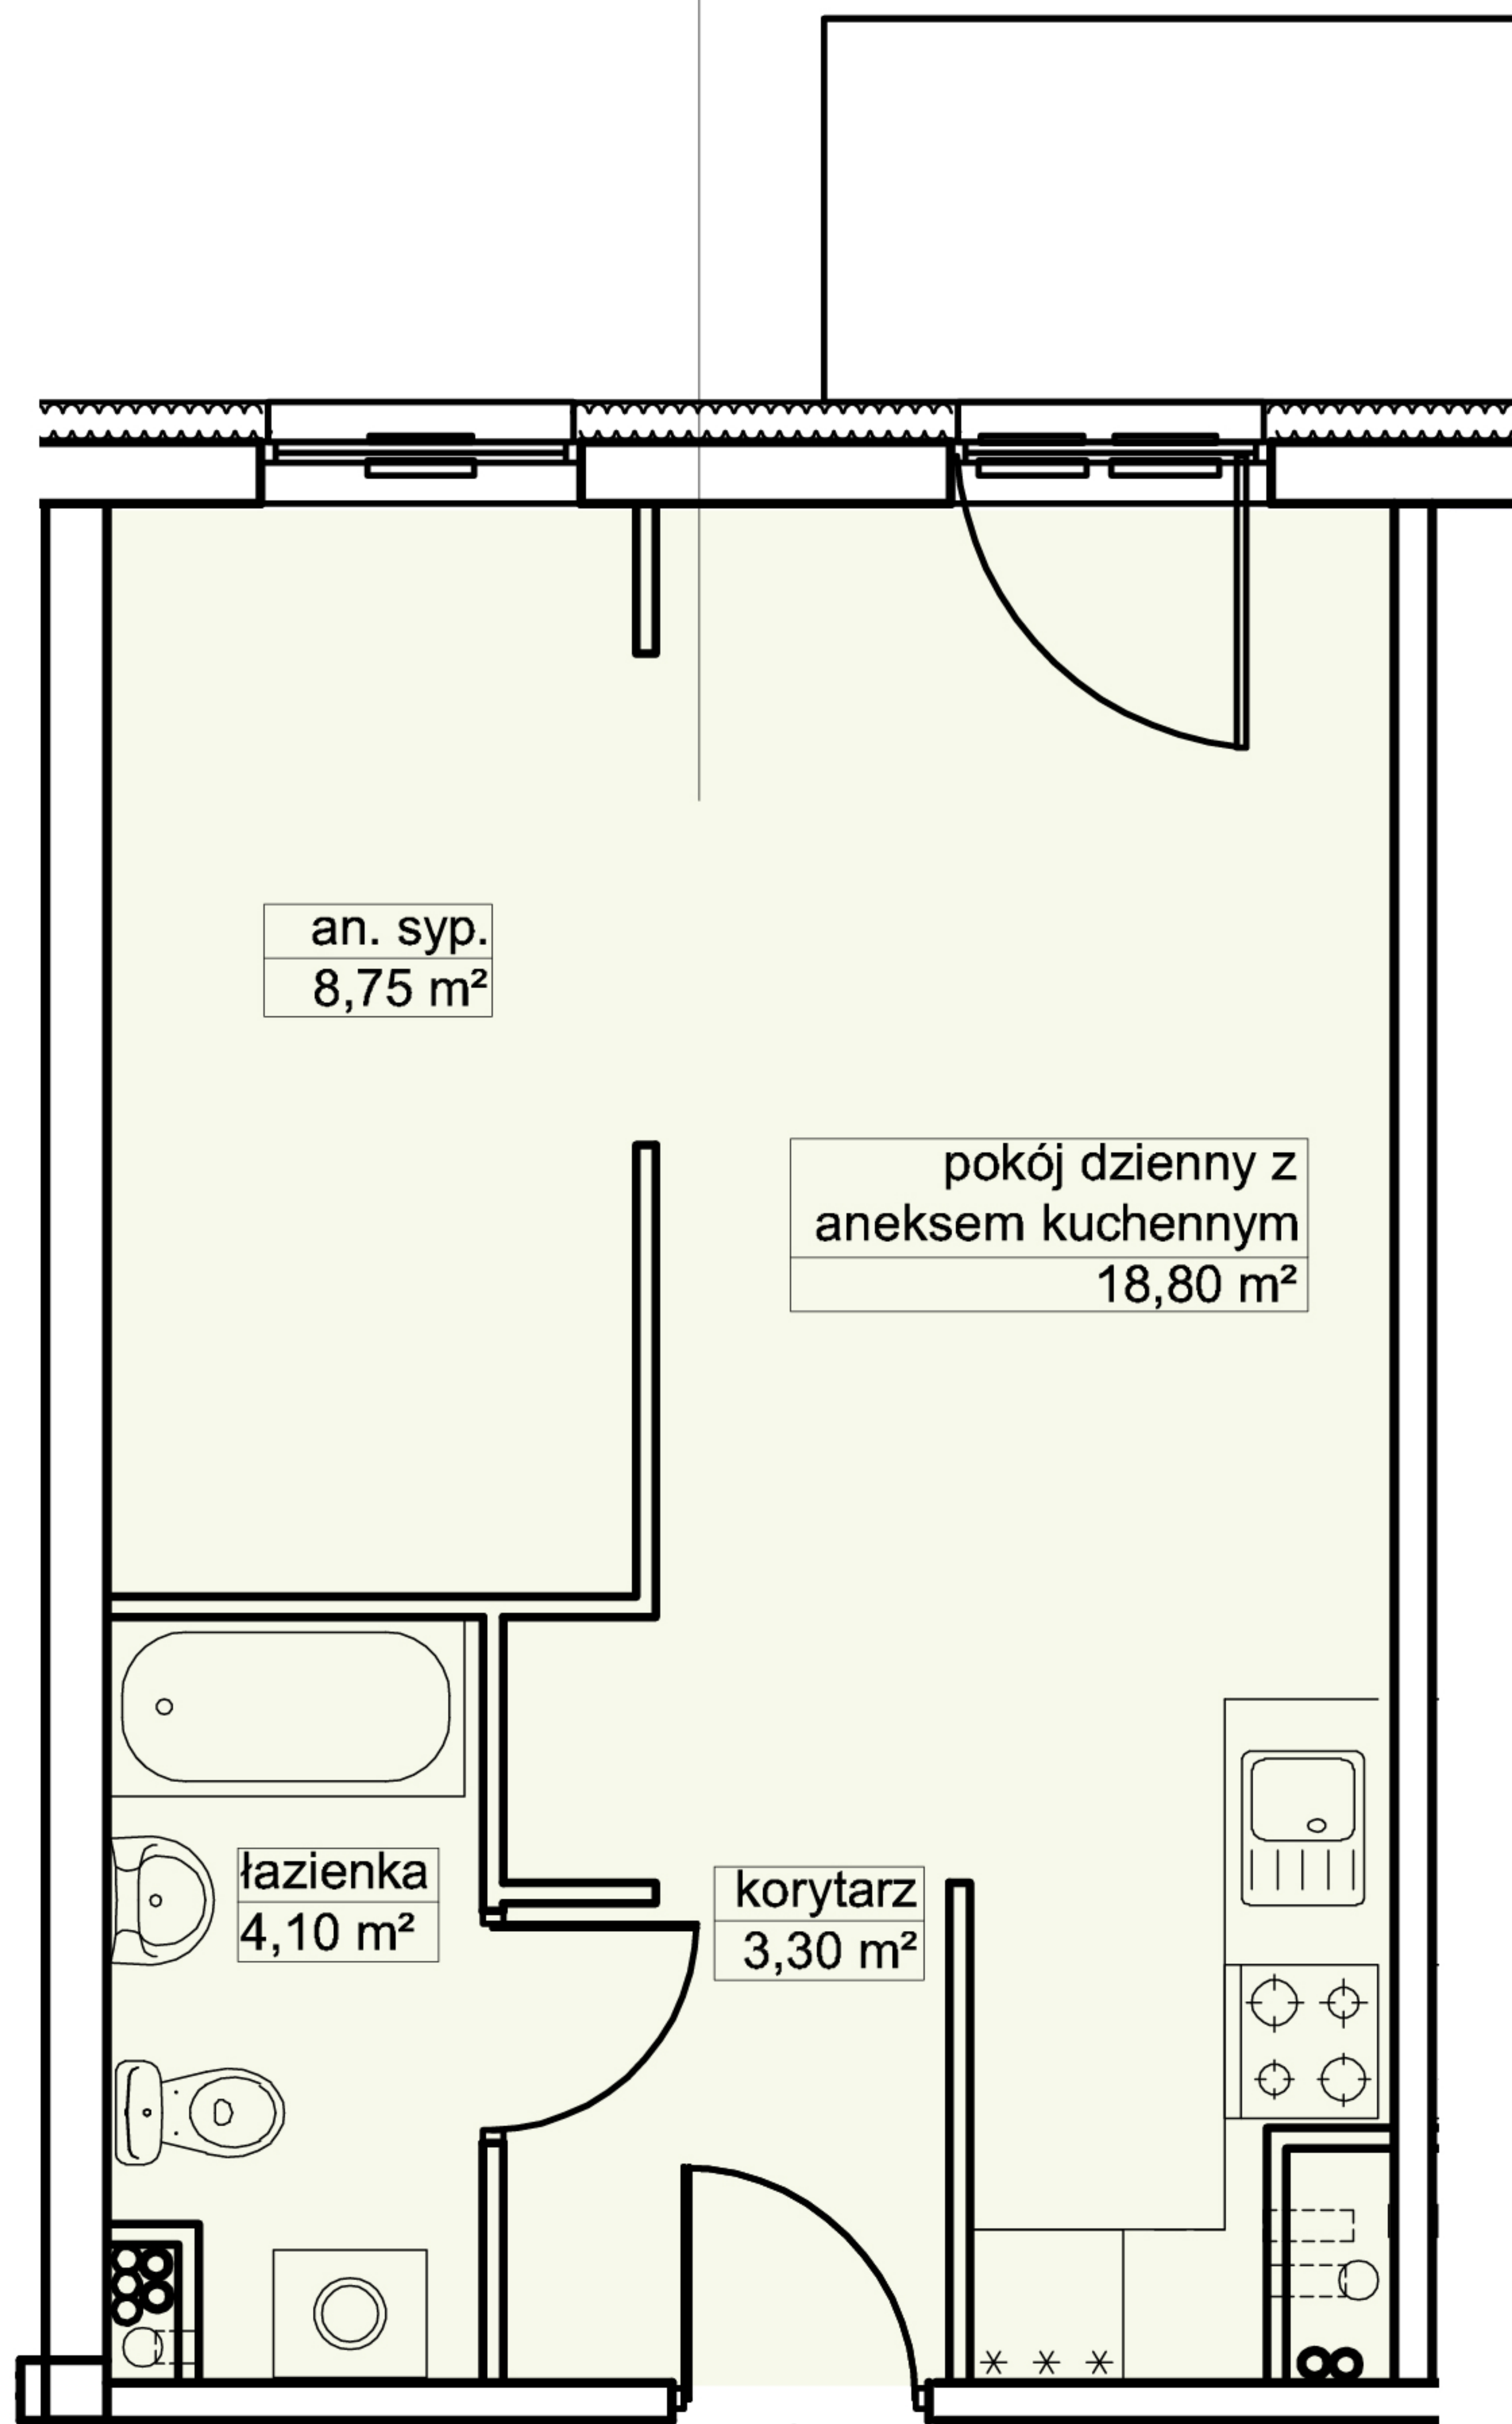 an. syp.
8,75 m²
pokój dzienny z
aneksem kuchennym
18,80 m²
łazienka
4,10 m²
korytarz
3,30 m²